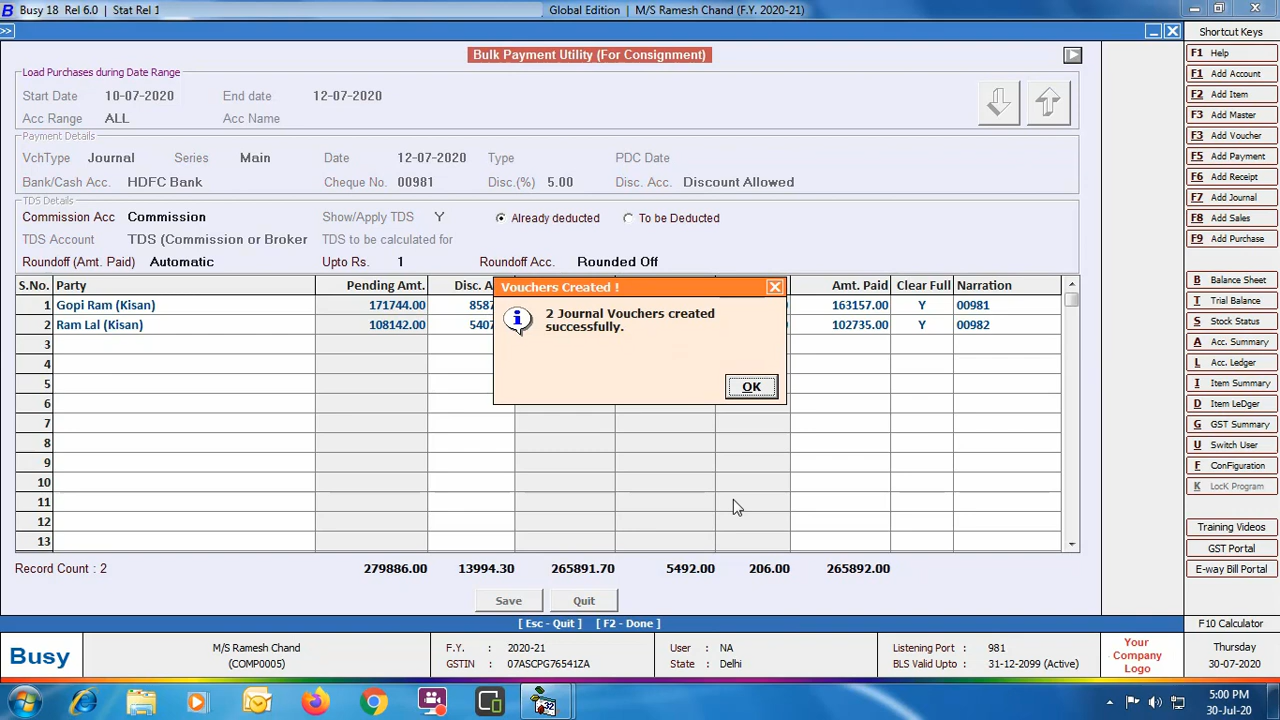 Busy 18 Rel 6.0 | Stat Rel 1 Global Edition | M/S Ramesh Chand (F.Y. 2020-21)
>>
Bulk Payment Utility (For Consignment)
Load Purchases during Date Range
Start Date 10-07-2020 End date 12-07-2020
Acc Range ALL Acc Name
Payment Details
VchType Journal Series Main Date 12-07-2020 Type PDC Date
Bank/Cash Acc. HDFC Bank Cheque No. 00981 Disc.(%) 5.00 Disc. Acc. Discount Allowed
TDS Details
Commission Acc Commission Show/Apply TDS Y Already deducted To be Deducted
TDS Account TDS (Commission or Broker TDS to be calculated for
Roundoff (Amt. Paid) Automatic Upto Rs. 1 Roundoff Acc. Rounded Off
S.No. Party Pending Amt. Disc. A Amt. Paid Clear Full Narration
1 Gopi Ram (Kisan) 171744.00 8587 163157.00 Y 00981
2 Ram Lal (Kisan) 108142.00 5407 102735.00 Y 00982
3
4
5
6
7
8
9
10
11
12
13
Vouchers Created !
2 Journal Vouchers created
successfully.
OK
Record Count : 2 279886.00 13994.30 265891.70 5492.00 206.00 265892.00
Save Quit
[ Esc - Quit ] [ F2 - Done ]
Shortcut Keys
F1 Help
F1 Add Account
F2 Add Item
F3 Add Master
F3 Add Voucher
F5 Add Payment
F6 Add Receipt
F7 Add Journal
F8 Add Sales
F9 Add Purchase
B Balance Sheet
T Trial Balance
S Stock Status
A Acc. Summary
L Acc. Ledger
I Item Summary
D Item LeDger
G GST Summary
U Switch User
F ConFiguration
K LocK Program
Training Videos
GST Portal
E-way Bill Portal
F10 Calculator
Busy
M/S Ramesh Chand
(COMP0005)
F.Y. 2020-21
GSTIN : 07ASCPG76541ZA
User : NA
State : Delhi
Listening Port : 981
BLS Valid Upto : 31-12-2099 (Active)
Your
Company
Logo
Thursday
30-07-2020
32
5:00 PM
30-Jul-20